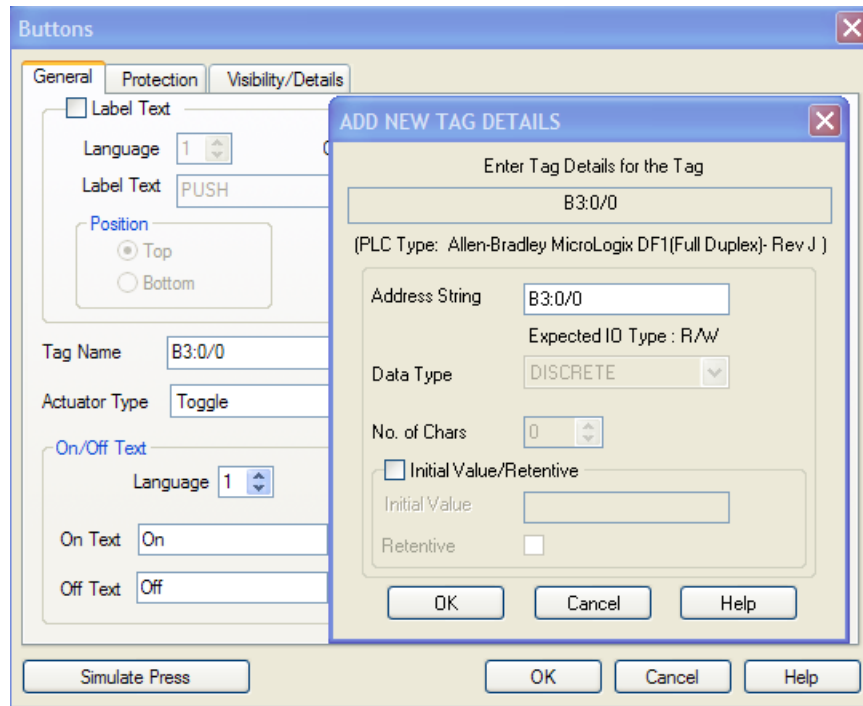 Buttons
General
Protection
Visibility/Details
Label Text
Language 1
Label Text PUSH
Position
Top
Bottom
Tag Name B3:0/0
Actuator Type Toggle
On/Off Text
Language 1
On Text On
Off Text Off
Simulate Press
OK
Cancel
Help
ADD NEW TAG DETAILS
Enter Tag Details for the Tag
B3:0/0
(PLC Type: Allen-Bradley MicroLogix DF1(Full Duplex)- Rev J )
Address String B3:0/0
Expected IO Type : R/W
Data Type DISCRETE
No. of Chars 0
Initial Value/Retentive
Initial Value
Retentive
OK
Cancel
Help